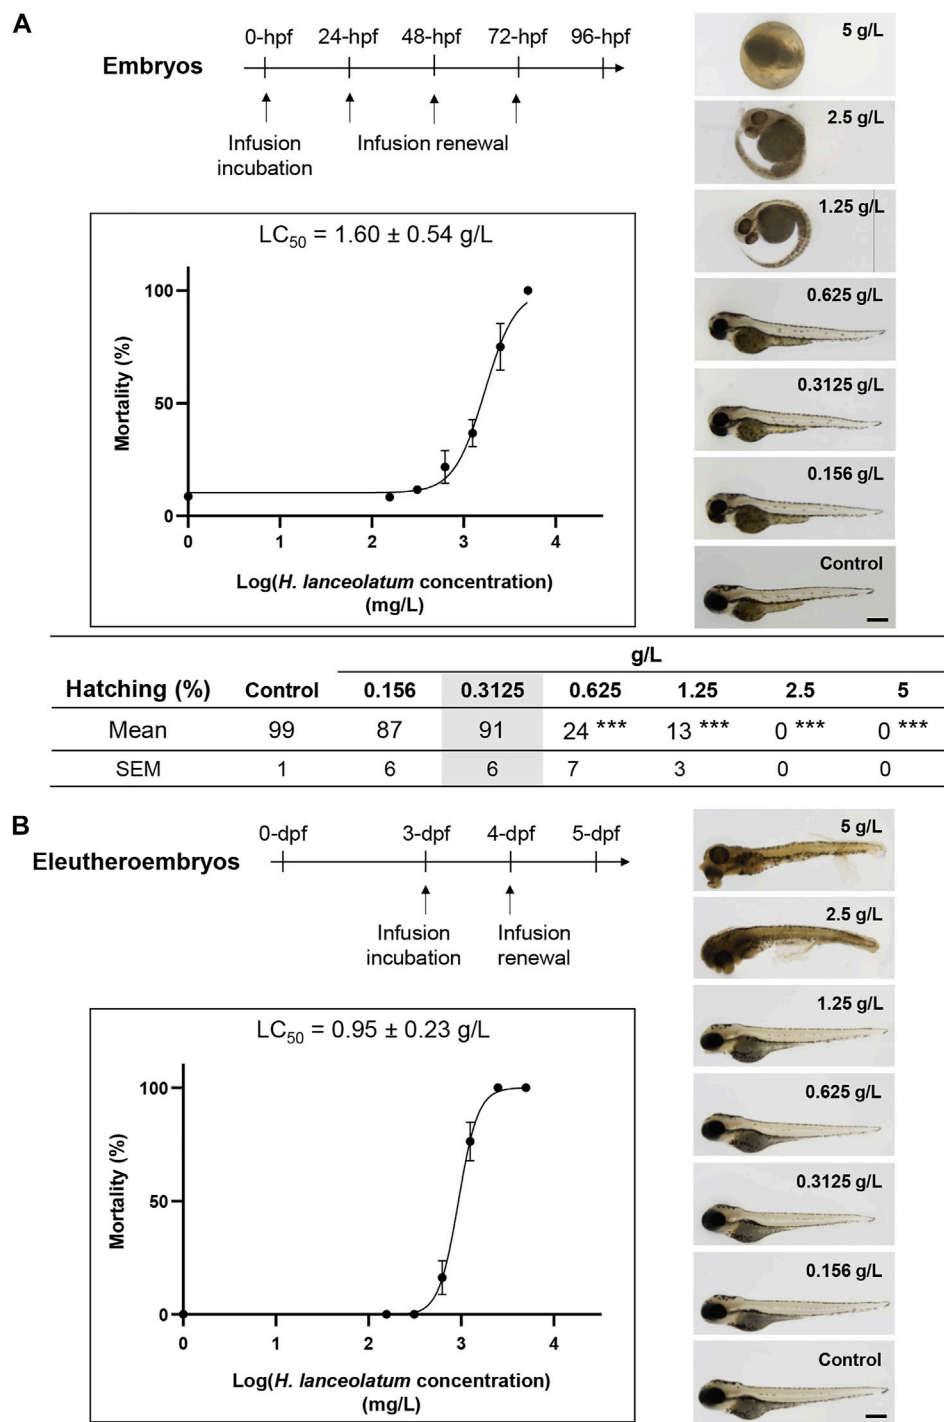 A
0-hpf 24-hpf 48-hpf 72-hpf 96-hpf
Embryos
Infusion incubation
Infusion renewal
LC50 = 1.60 ± 0.54 g/L
Mortality (%)
100
50
0
0 1 2 3 4
Log(H. lanceolatum concentration)
(mg/L)
5 g/L
2.5 g/L
1.25 g/L
0.625 g/L
0.3125 g/L
0.156 g/L
Control
g/L
Hatching (%) Control 0.156 0.3125 0.625 1.25 2.5 5
Mean 99 87 91 24 *** 13 *** 0 *** 0 ***
SEM 1 6 6 7 3 0 0
B
0-dpf 3-dpf 4-dpf 5-dpf
Eleutheroembryos
Infusion incubation
Infusion renewal
LC50 = 0.95 ± 0.23 g/L
Mortality (%)
100
50
0
0 1 2 3 4
Log(H. lanceolatum concentration)
(mg/L)
5 g/L
2.5 g/L
1.25 g/L
0.625 g/L
0.3125 g/L
0.156 g/L
Control